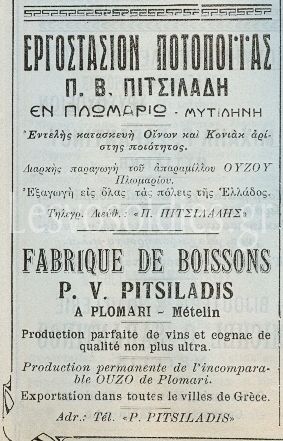 ΕΡΓΟΣΤΑΣΙΟΝ ΠΟΤΟΠΟΙΪΑΣ
Π. Β. ΠΙΤΣΙΛΑΔΗ
ΕΝ ΠΛΩΜΑΡΙΩ - ΜΥΤΙΛΗΝΗ
Ἐντελὴς κατασκευὴ Οἴνων καὶ Κονιὰκ ἀρί-
στης ποιότητος.
Διαρκὴς παραγωγὴ τοῦ ἀπαραμίλλου ΟΥΖΟΥ
Πλωμαρίου.
Ἐξαγωγὴ εἰς ὅλας τὰς πόλεις τῆς Ἑλλάδος.
Τηλεγρ. Διευθ.: «Π. ΠΙΤΣΙΛΑΔΗΣ»
FABRIQUE DE BOISSONS
P. V. PITSILADIS
A PLOMARI - Mételin
Production parfaite de vins et cognac de
qualité non plus ultra.
Production permanente de l'incompara-
ble OUZO de Plomari.
Exportation dans toutes le villes de Grèce.
Adr.: Tél. «P. PITSILADIS»